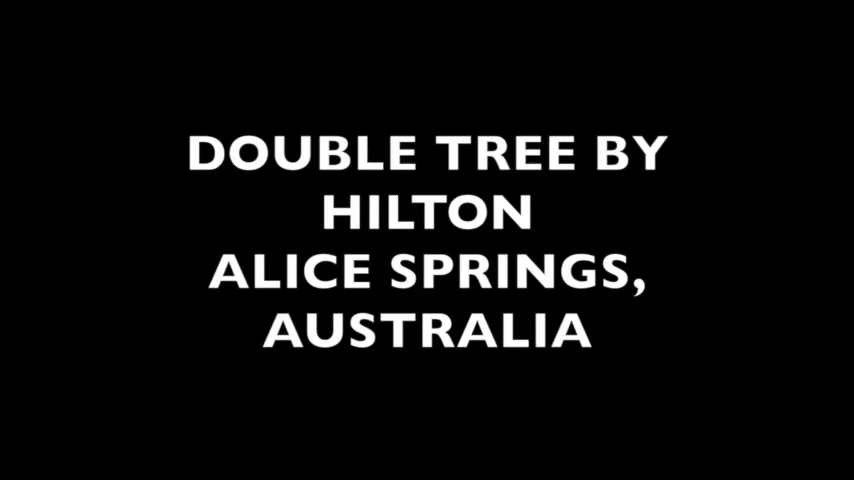 DOUBLE TREE BY
HILTON
ALICE SPRINGS,
AUSTRALIA